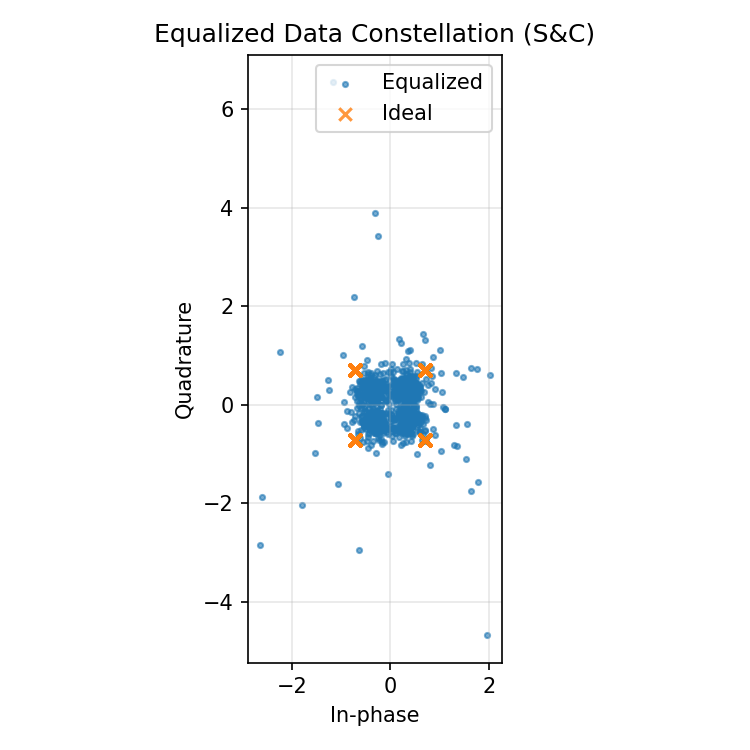 Equalized Data Constellation (S&C)
Equalized
Ideal
6
4
2
0
−2
−4
Quadrature
−2 0 2
In-phase